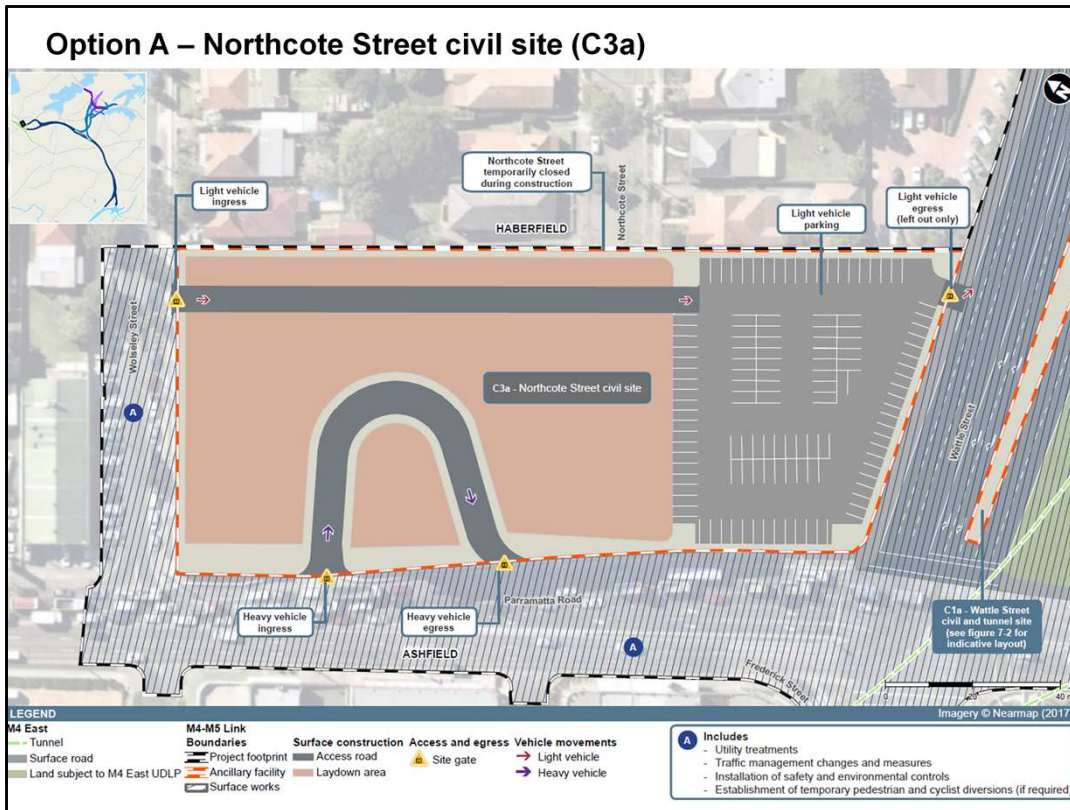 Option A – Northcote Street civil site (C3a)
Light vehicle
ingress
Northcote Street
temporarily closed
during construction
HABERFIELD
Northcote Street
Light vehicle
parking
Light vehicle
egress
(left out only)
N
Wolseley Street
A
C3a - Northcote Street civil site
Wattle Street
Heavy vehicle
ingress
Heavy vehicle
egress
Parramatta Road
ASHFIELD
A
Frederick Street
C1a - Wattle Street
civil and tunnel site
(see figure 7-2 for
indicative layout)
0 20 40 m
LEGEND
Imagery © Nearmap (2017
M4 East
Tunnel
Surface road
Land subject to M4 East UDLP
M4-M5 Link
Boundaries
Project footprint
Ancillary facility
Surface works
Surface construction
Access road
Laydown area
Access and egress
Site gate
Vehicle movements
Light vehicle
Heavy vehicle
A Includes
- Utility treatments
- Traffic management changes and measures
- Installation of safety and environmental controls
- Establishment of temporary pedestrian and cyclist diversions (if required)